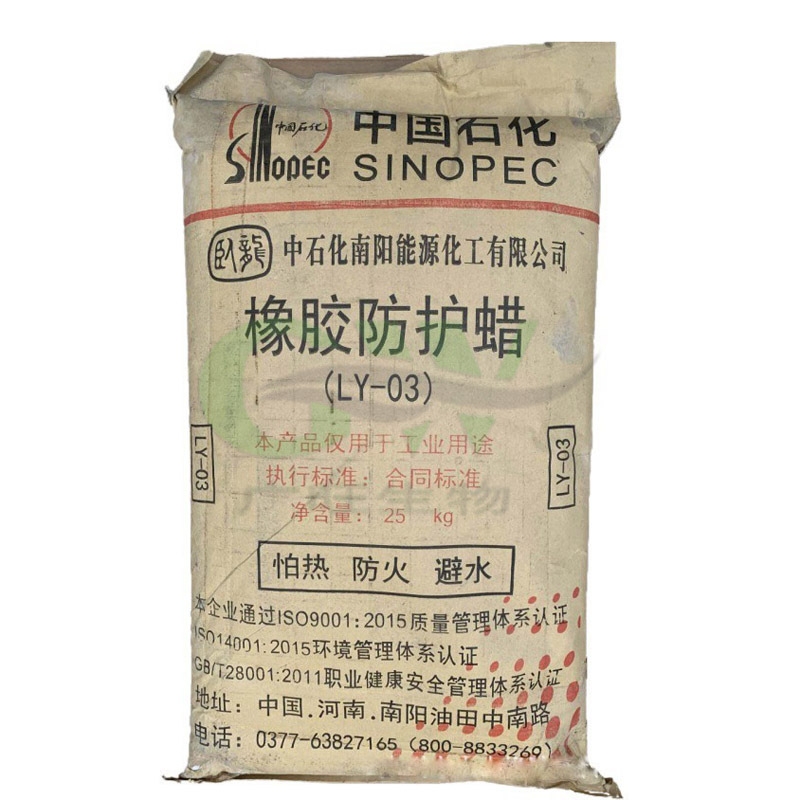 中国石化 中国石化
SINOPEC SINOPEC
卧龍 中石化南阳能源化工有限公司
橡胶防护蜡
(LY-03)
本产品仅用于工业用途
LY-03 执行标准：合同标准 LY-03
净含量：25 kg
广旺生物
怕热 防火 避水
本企业通过ISO9001:2015质量管理体系认证
ISO14001:2015环境管理体系认证
GB/T28001:2011职业健康安全管理体系认证
地址：中国.河南.南阳油田中南路
电话：0377-63827165（800-8833269）